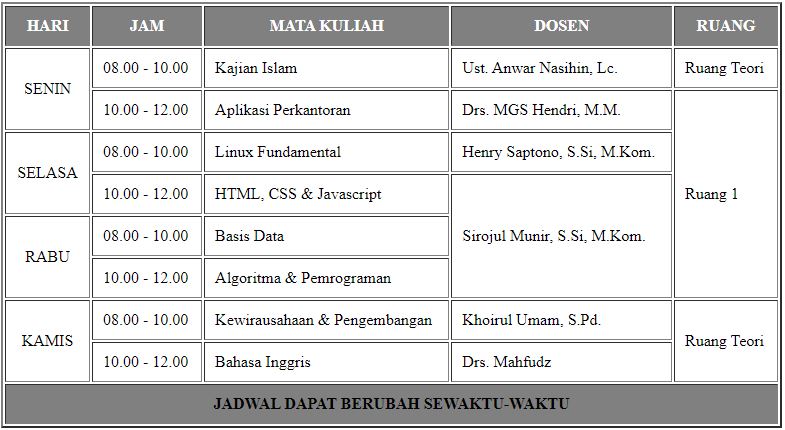 HARI JAM MATA KULIAH DOSEN RUANG
SENIN 08.00 - 10.00 Kajian Islam Ust. Anwar Nasihin, Lc. Ruang Teori
10.00 - 12.00 Aplikasi Perkantoran Drs. MGS Hendri, M.M. Ruang 1
SELASA 08.00 - 10.00 Linux Fundamental Henry Saptono, S.Si, M.Kom.
10.00 - 12.00 HTML, CSS & Javascript Sirojul Munir, S.Si, M.Kom.
RABU 08.00 - 10.00 Basis Data
10.00 - 12.00 Algoritma & Pemrograman
KAMIS 08.00 - 10.00 Kewirausahaan & Pengembangan Khoirul Umam, S.Pd. Ruang Teori
10.00 - 12.00 Bahasa Inggris Drs. Mahfudz
JADWAL DAPAT BERUBAH SEWAKTU-WAKTU